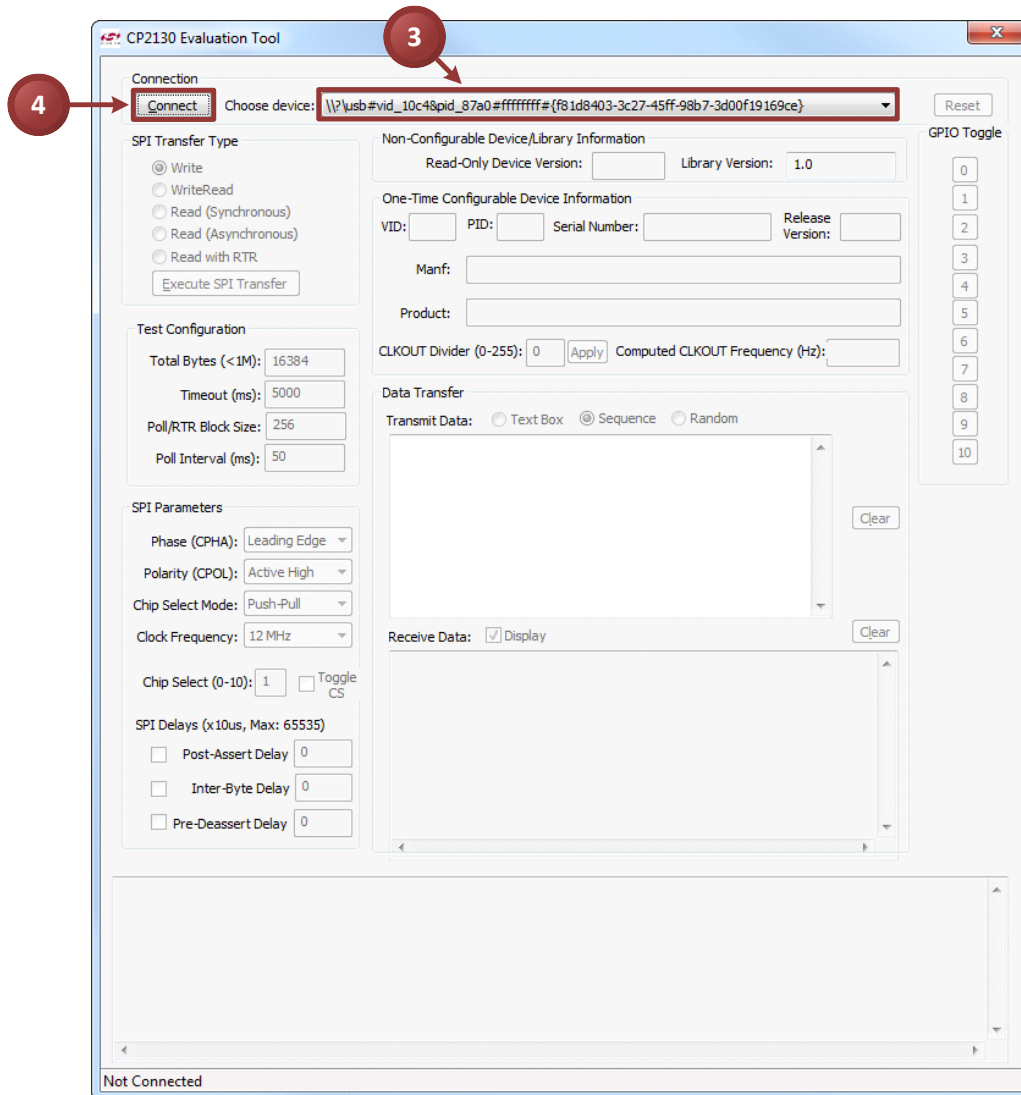 CP2130 Evaluation Tool
3
4
Connection
Connect Choose device: \\?\usb#vid_10c4&pid_87a0#ffffffff#{f81d8403-3c27-45ff-98b7-3d00f19169ce} Reset
SPI Transfer Type
Write
WriteRead
Read (Synchronous)
Read (Asynchronous)
Read with RTR
Execute SPI Transfer
Non-Configurable Device/Library Information
Read-Only Device Version: Library Version: 1.0
One-Time Configurable Device Information
VID: PID: Serial Number: Release Version:
Manf:
Product:
CLKOUT Divider (0-255): 0 Apply Computed CLKOUT Frequency (Hz):
GPIO Toggle
0
1
2
3
4
5
6
7
8
9
10
Test Configuration
Total Bytes (<1M): 16384
Timeout (ms): 5000
Poll/RTR Block Size: 256
Poll Interval (ms): 50
Data Transfer
Transmit Data: Text Box Sequence Random
Clear
Receive Data: Display
Clear
SPI Parameters
Phase (CPHA): Leading Edge
Polarity (CPOL): Active High
Chip Select Mode: Push-Pull
Clock Frequency: 12 MHz
Chip Select (0-10): 1 Toggle CS
SPI Delays (x10us, Max: 65535)
Post-Assert Delay 0
Inter-Byte Delay 0
Pre-Deassert Delay 0
Not Connected